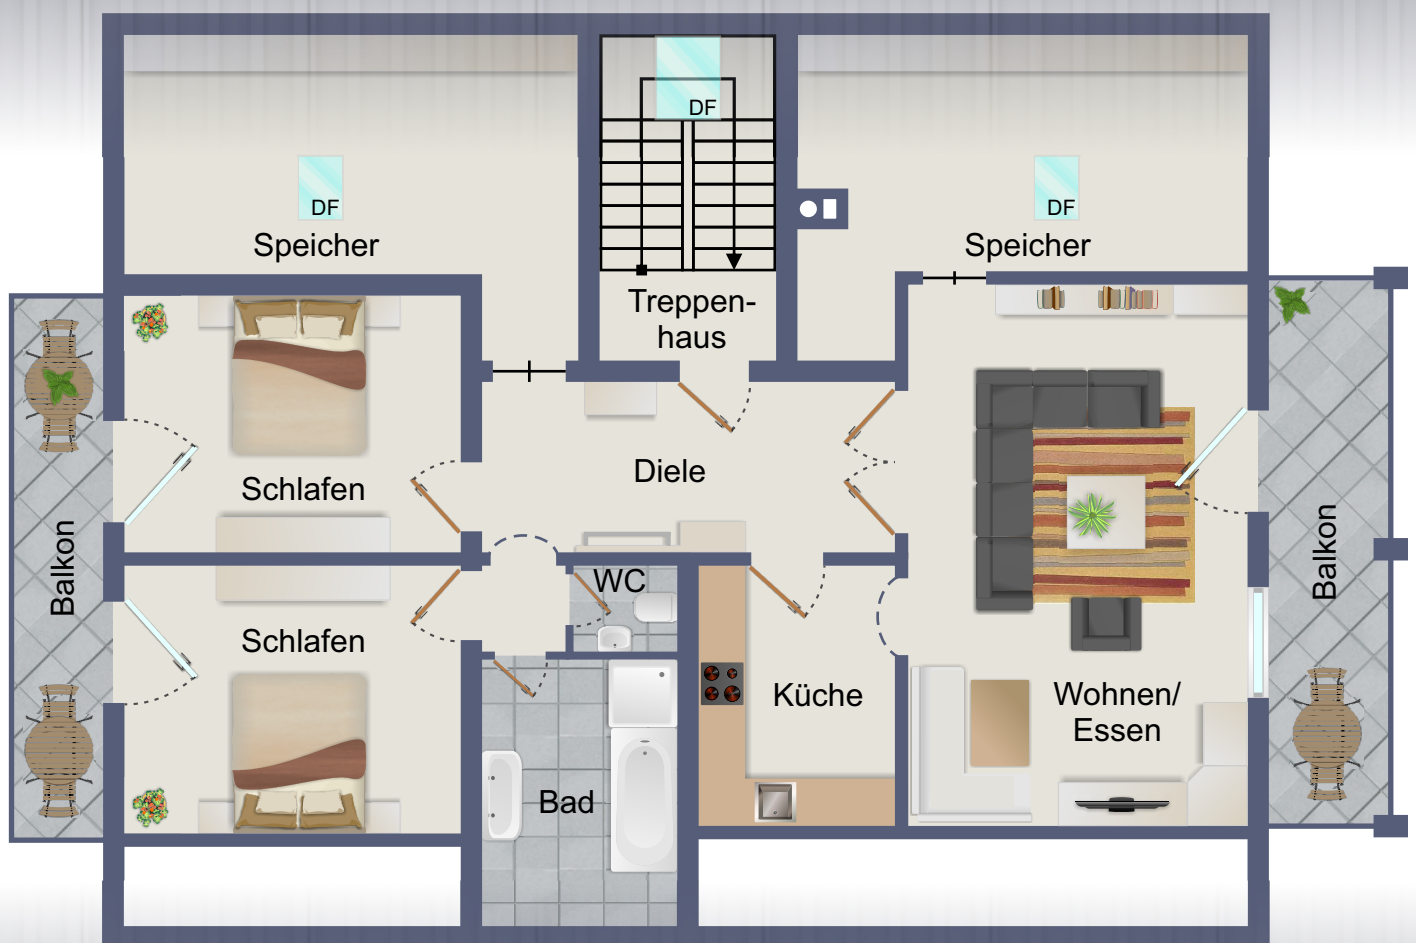 DF
DF
DF
Speicher
Speicher
Treppen-
haus
Diele
Schlafen
Balkon
Balkon
WC
Schlafen
Küche
Wohnen/
Essen
Bad